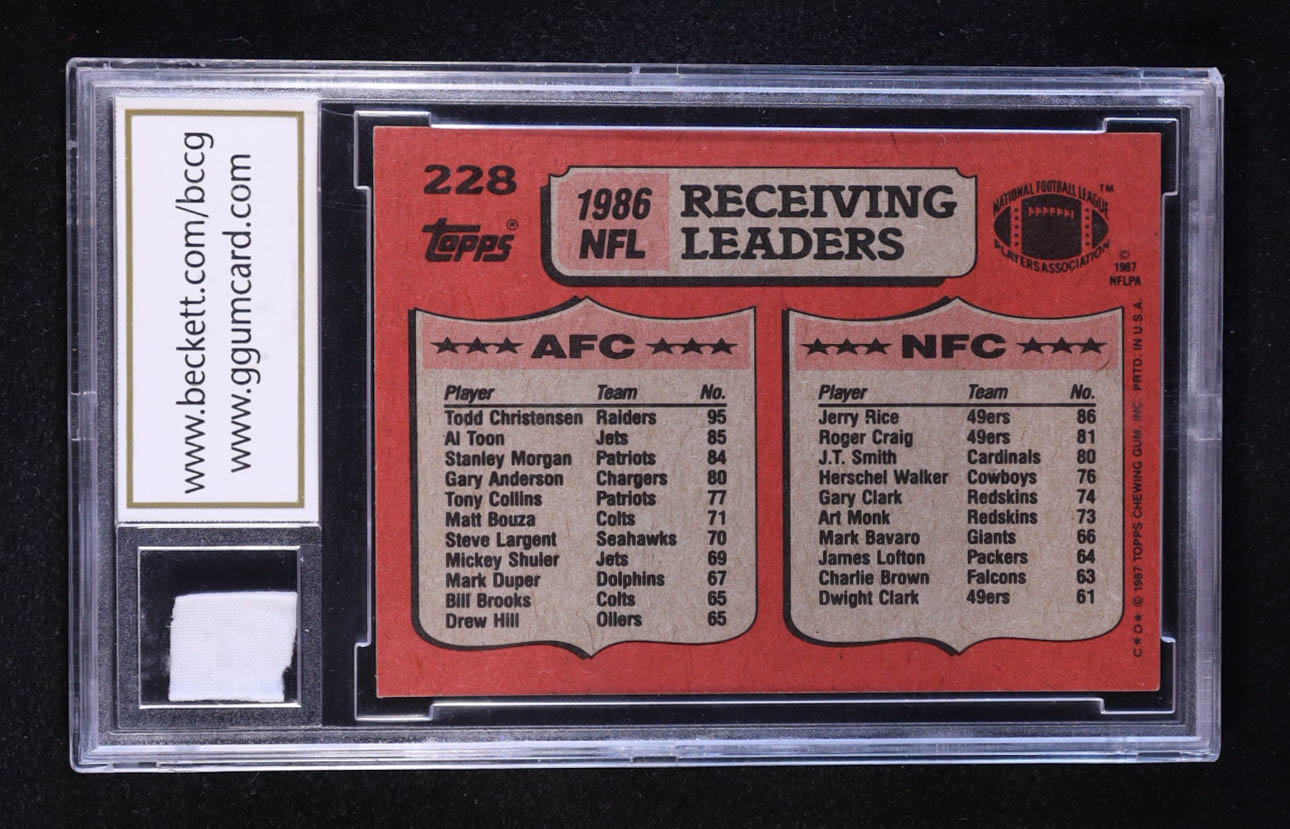 www.beckett.com/bccg
www.ggumcard.com
228
Topps®
1986 NFL
RECEIVING LEADERS
NATIONAL FOOTBALL LEAGUE™
PLAYERS ASSOCIATION
©
1987
NFLPA
★★★ AFC ★★★
Player Team No.
Todd Christensen Raiders 95
Al Toon Jets 85
Stanley Morgan Patriots 84
Gary Anderson Chargers 80
Tony Collins Patriots 77
Matt Bouza Colts 71
Steve Largent Seahawks 70
Mickey Shuler Jets 69
Mark Duper Dolphins 67
Bill Brooks Colts 65
Drew Hill Oilers 65
★★★ NFC ★★★
Player Team No.
Jerry Rice 49ers 86
Roger Craig 49ers 81
J.T. Smith Cardinals 80
Herschel Walker Cowboys 76
Gary Clark Redskins 74
Art Monk Redskins 73
Mark Bavaro Giants 66
James Lofton Packers 64
Charlie Brown Falcons 63
Dwight Clark 49ers 61
C*D* © 1987 TOPPS CHEWING GUM, INC. PRTD. IN U.S.A.